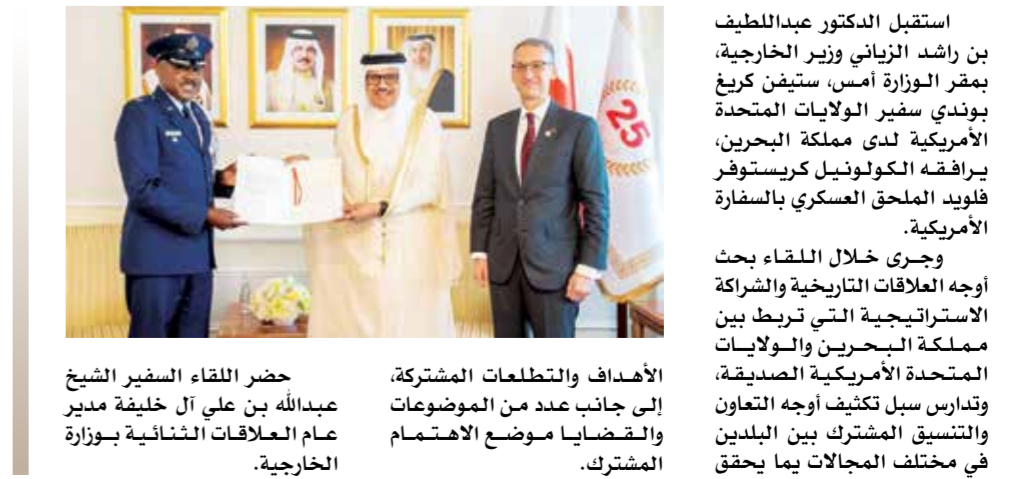 استقبل الدكتور عبداللطيف
بن راشد الزياني وزير الخارجية،
بمقر الوزارة أمس، ستيفن كريغ
بوندي سفير الولايات المتحدة
الأمريكية لدى مملكة البحرين،
يرافقه الكولونيل كريستوفر
فلويد الملحق العسكري بالسفارة
الأمريكية.
وجرى خلال اللقاء بحث
أوجه العلاقات التاريخية والشراكة
الاستراتيجية التي تربط بين
مملكة البحرين والولايات
المتحدة الأمريكية الصديقة،
وتدارس سبل تكثيف أوجه التعاون
والتنسيق المشترك بين البلدين
في مختلف المجالات بما يحقق
الأهداف والتطلعات المشتركة،
إلى جانب عدد من الموضوعات
والقضايا موضع الاهتمام
المشترك.
حضر اللقاء السفير الشيخ
عبدالله بن علي آل خليفة مدير
عام العلاقات الثنائية بوزارة
الخارجية.
25